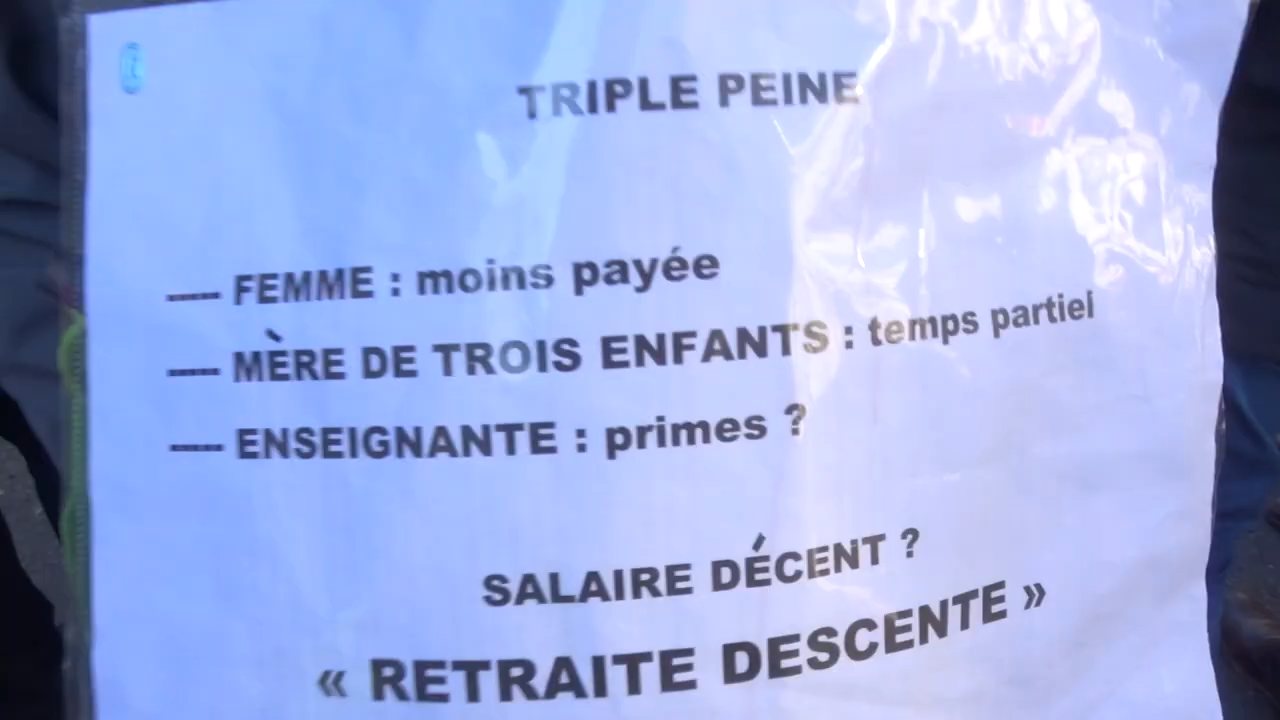 TRIPLE PEINE
---- FEMME : moins payée
---- MÈRE DE TROIS ENFANTS : temps partiel
---- ENSEIGNANTE : primes ?
SALAIRE DÉCENT ?
« RETRAITE DESCENTE »